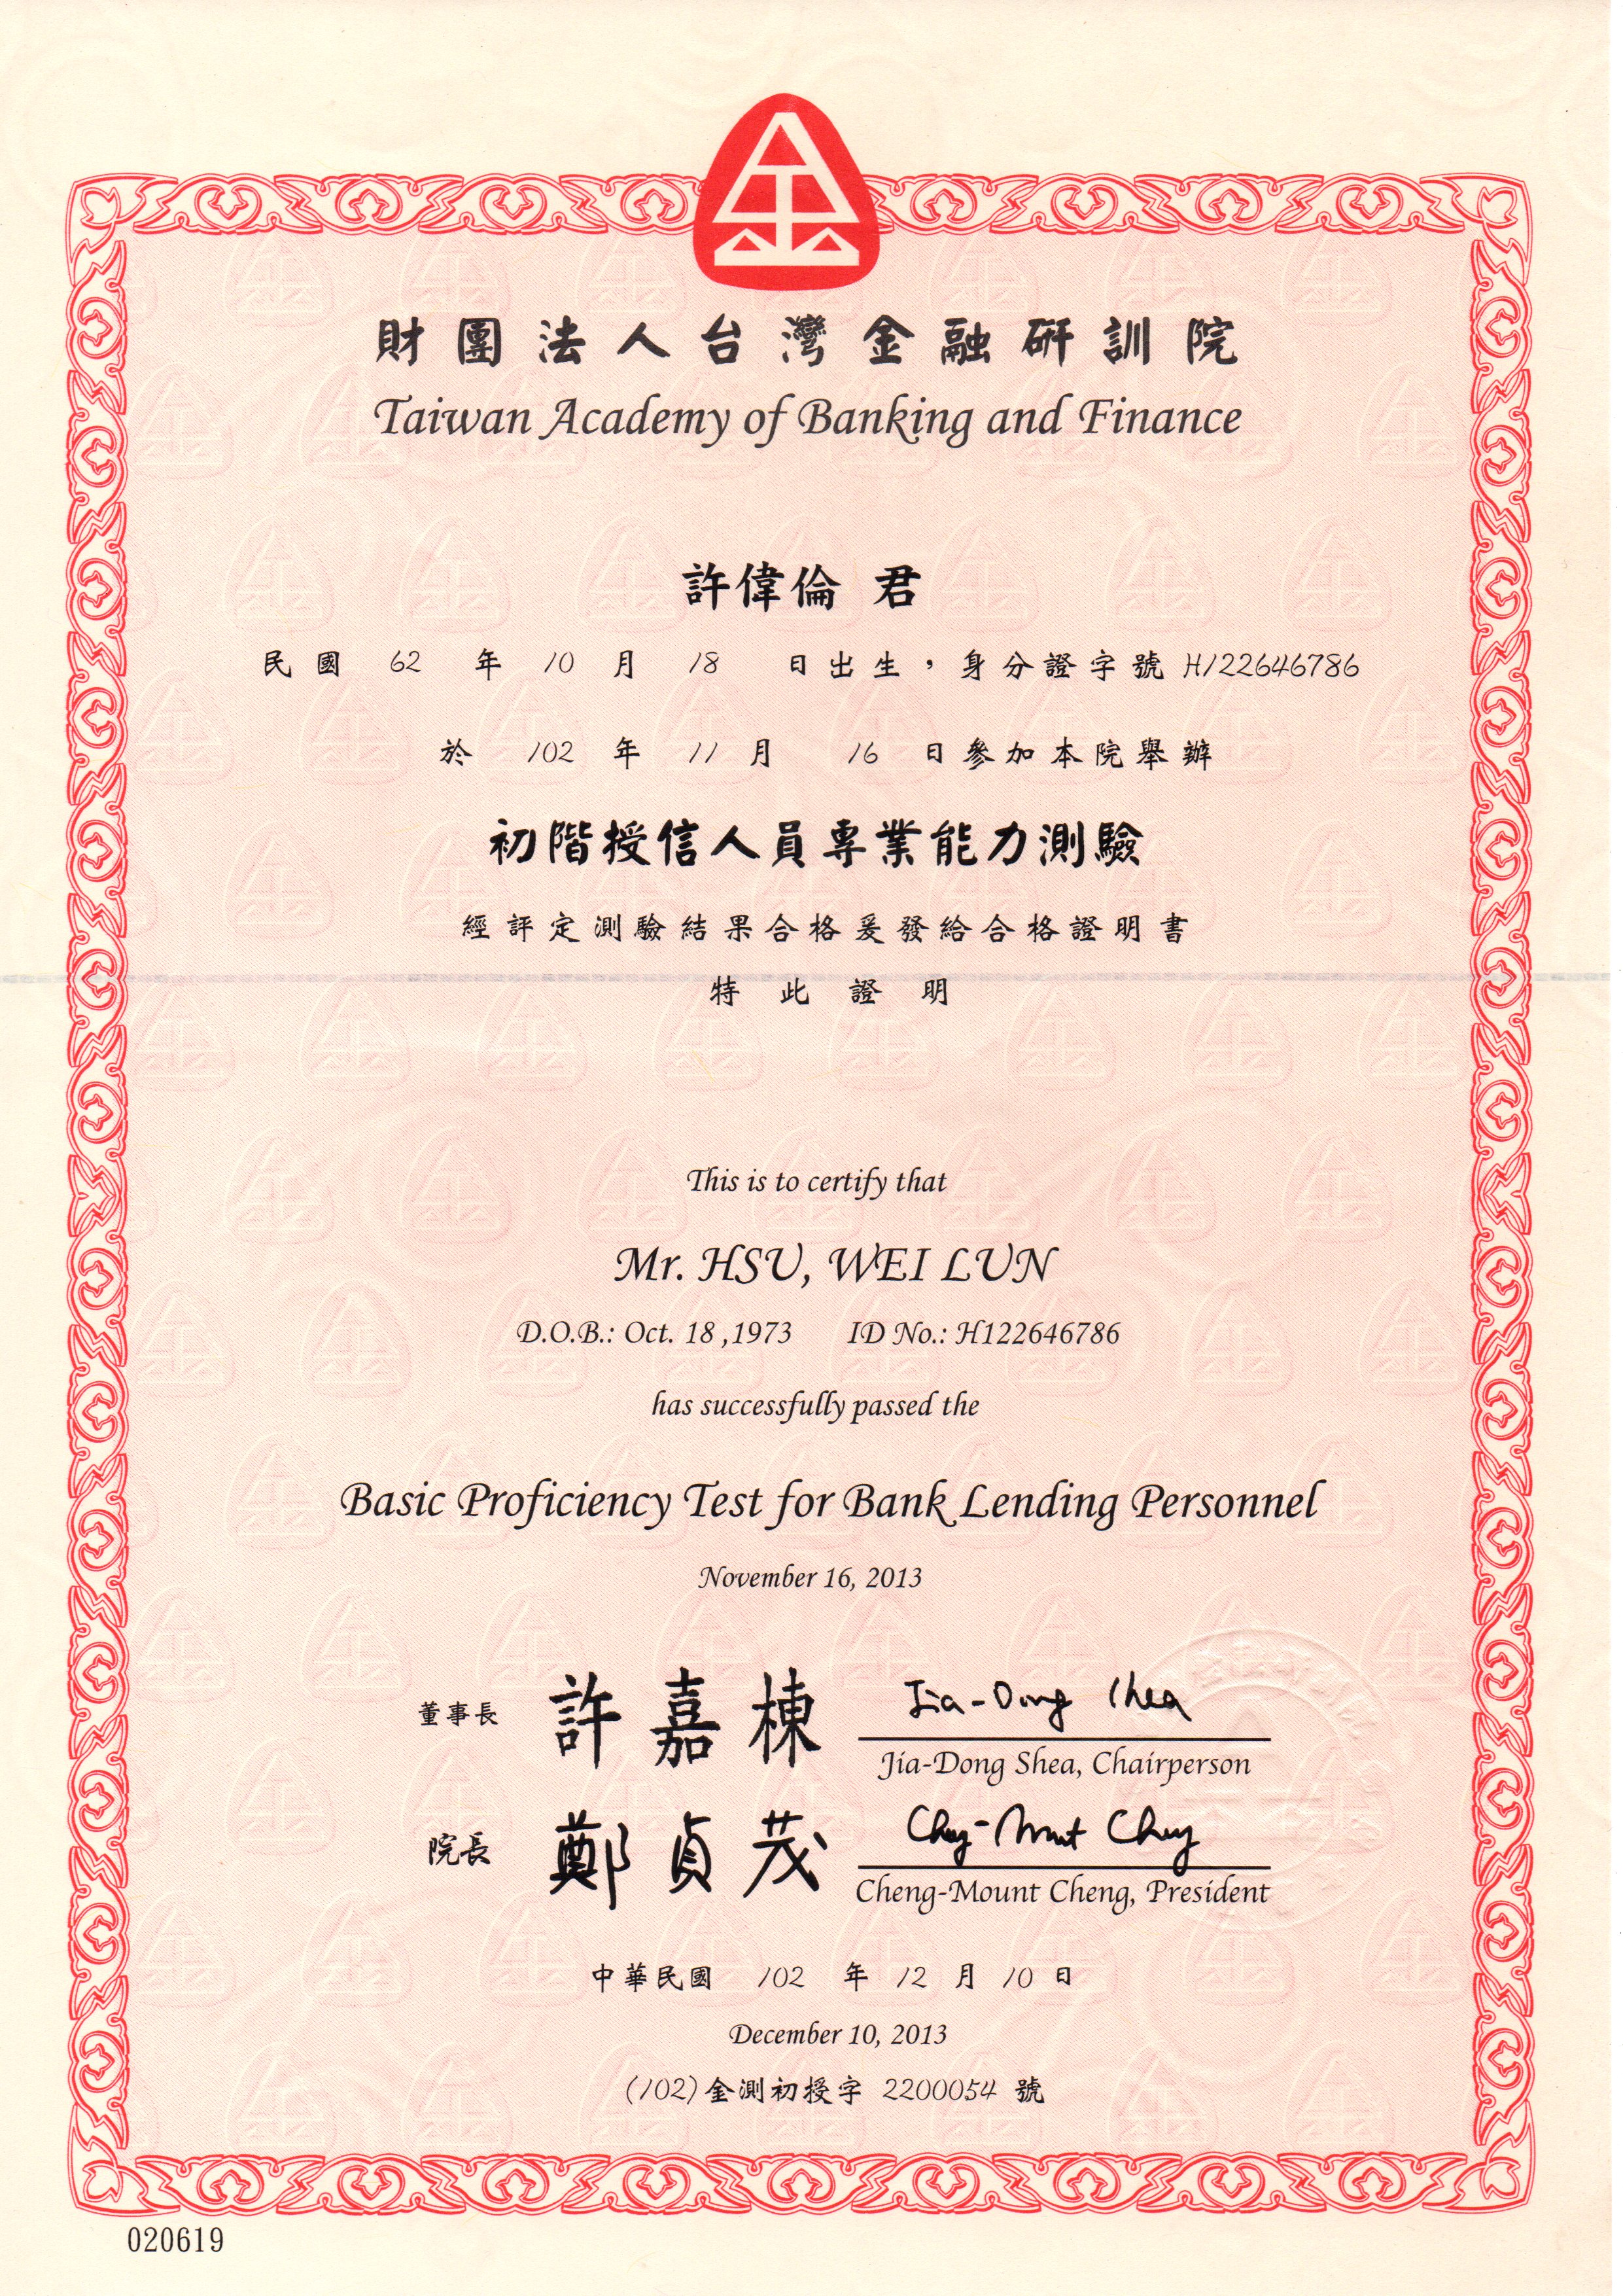 財團法人台灣金融研訓院
Taiwan Academy of Banking and Finance
許偉倫 君
民國 62 年 10 月 18 日出生，身分證字號 H122646786
於 102 年 11 月 16 日參加本院舉辦
初階授信人員專業能力測驗
經評定測驗結果合格爰發給合格證明書
特此證明
This is to certify that
Mr. HSU, WEI LUN
D.O.B.: Oct. 18 ,1973 ID No.: H122646786
has successfully passed the
Basic Proficiency Test for Bank Lending Personnel
November 16, 2013
董事長 許嘉棟 Jia-Dong Shea
Jia-Dong Shea, Chairperson
院長 鄭貞茂 Cheng-Mount Cheng
Cheng-Mount Cheng, President
中華民國 102 年 12 月 10 日
December 10, 2013
(102)金測初授字 2200054 號
020619